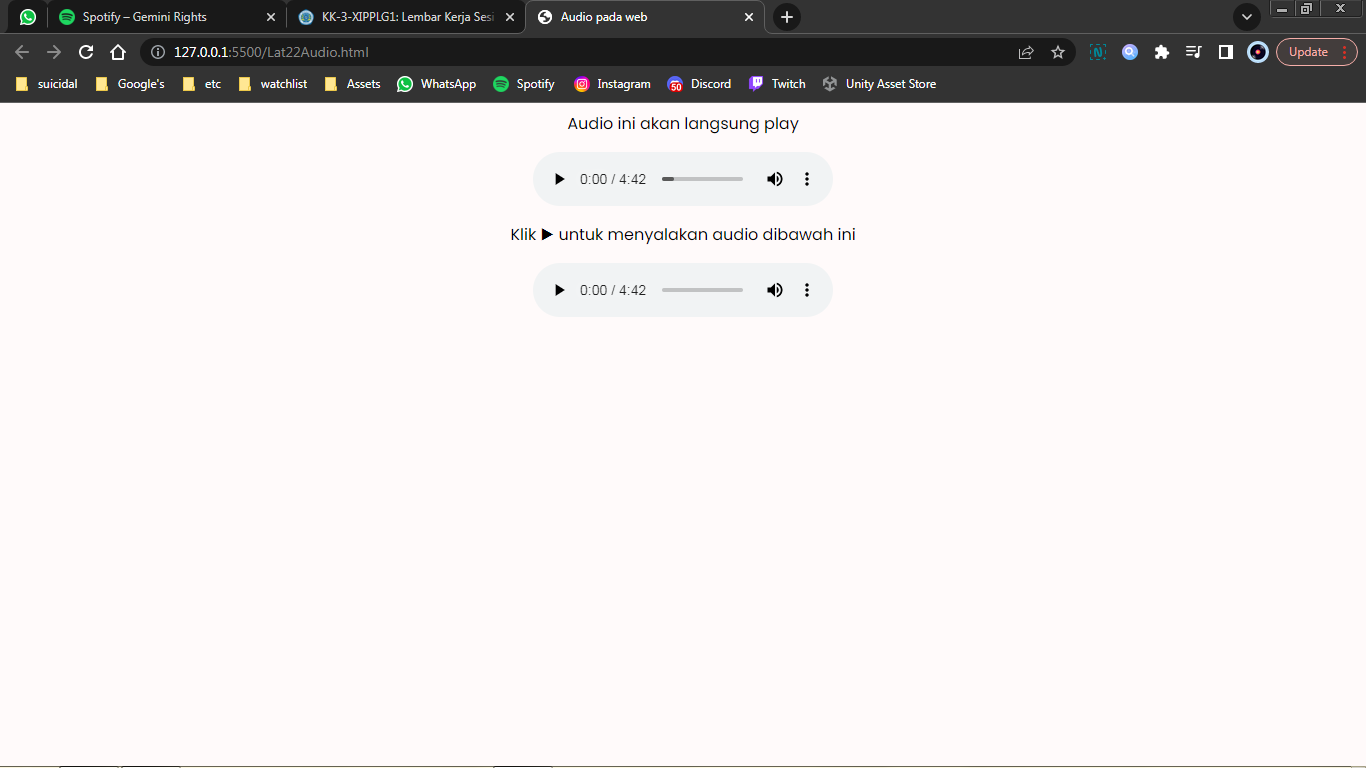 Spotify – Gemini Rights
KK-3-XIPPLG1: Lembar Kerja Sesi
Audio pada web
127.0.0.1:5500/Lat22Audio.html
Update
suicidal
Google's
etc
watchlist
Assets
WhatsApp
Spotify
Instagram
50
Discord
Twitch
Unity Asset Store
Audio ini akan langsung play
0:00 / 4:42
Klik ▶ untuk menyalakan audio dibawah ini
0:00 / 4:42